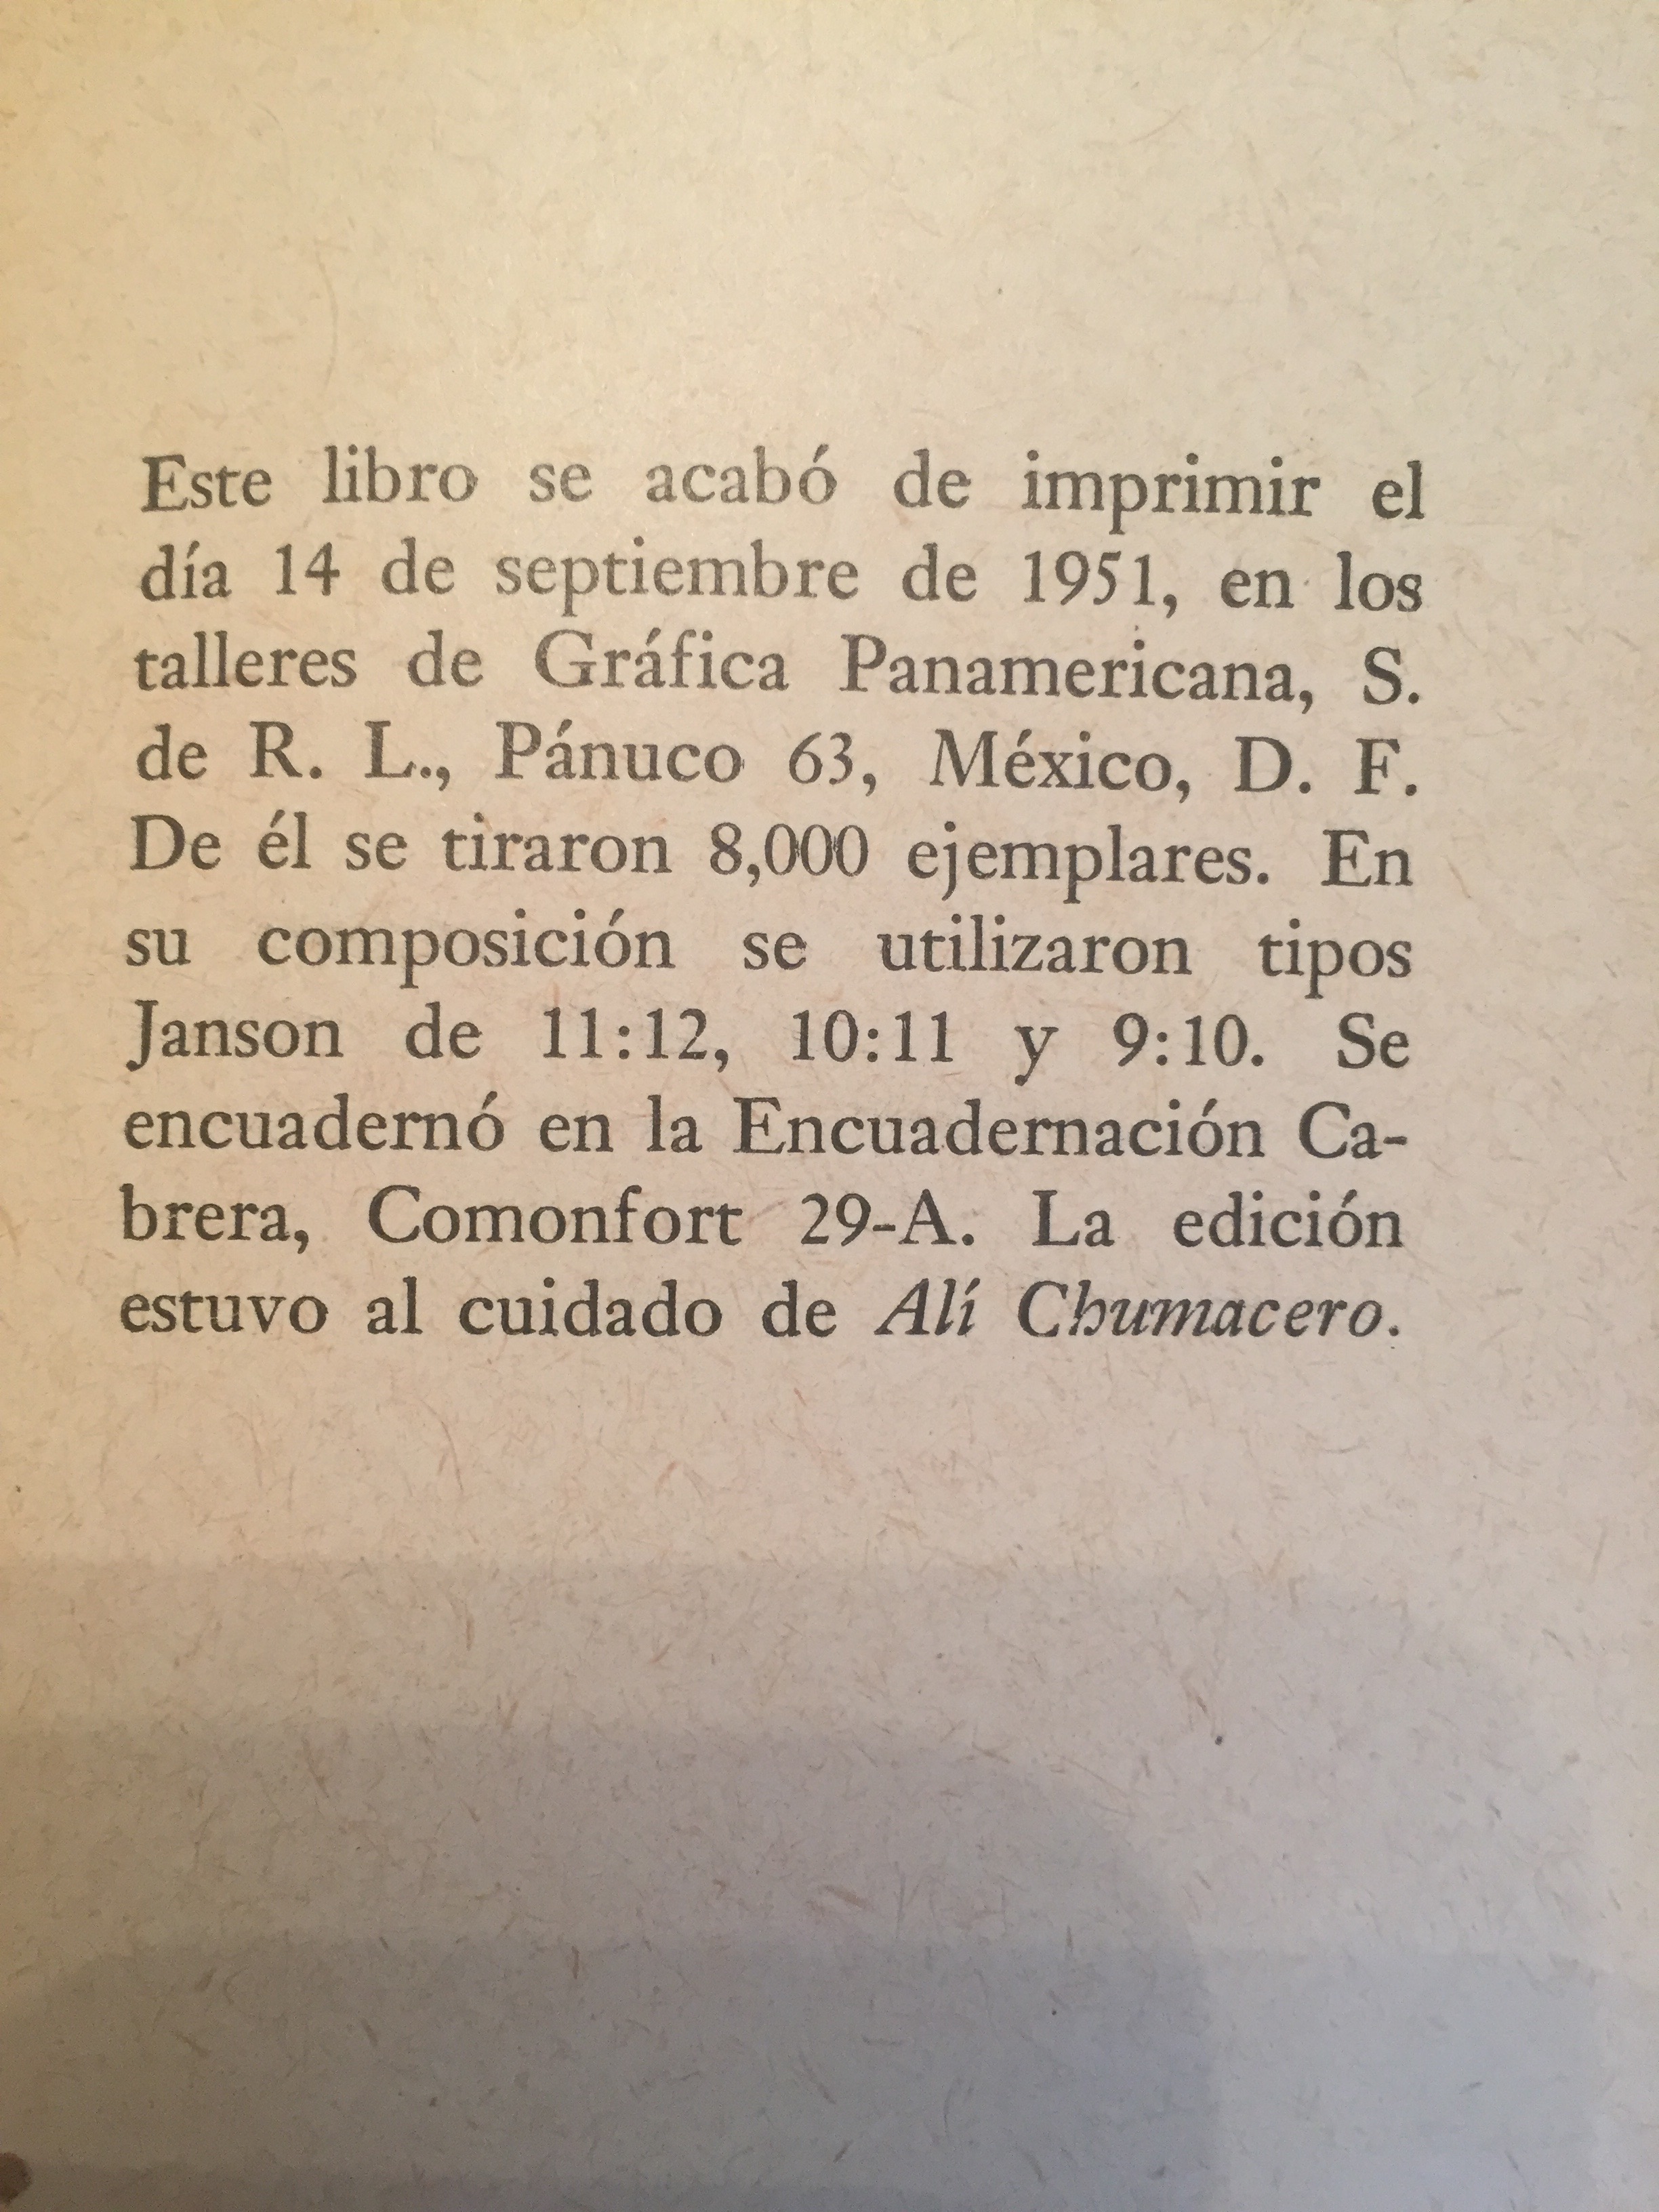 Este libro se acabó de imprimir el
día 14 de septiembre de 1951, en los
talleres de Gráfica Panamericana, S.
de R. L., Pánuco 63, México, D. F.
De él se tiraron 8,000 ejemplares. En
su composición se utilizaron tipos
Janson de 11:12, 10:11 y 9:10. Se
encuadernó en la Encuadernación Ca-
brera, Comonfort 29-A. La edición
estuvo al cuidado de Alí Chumacero.